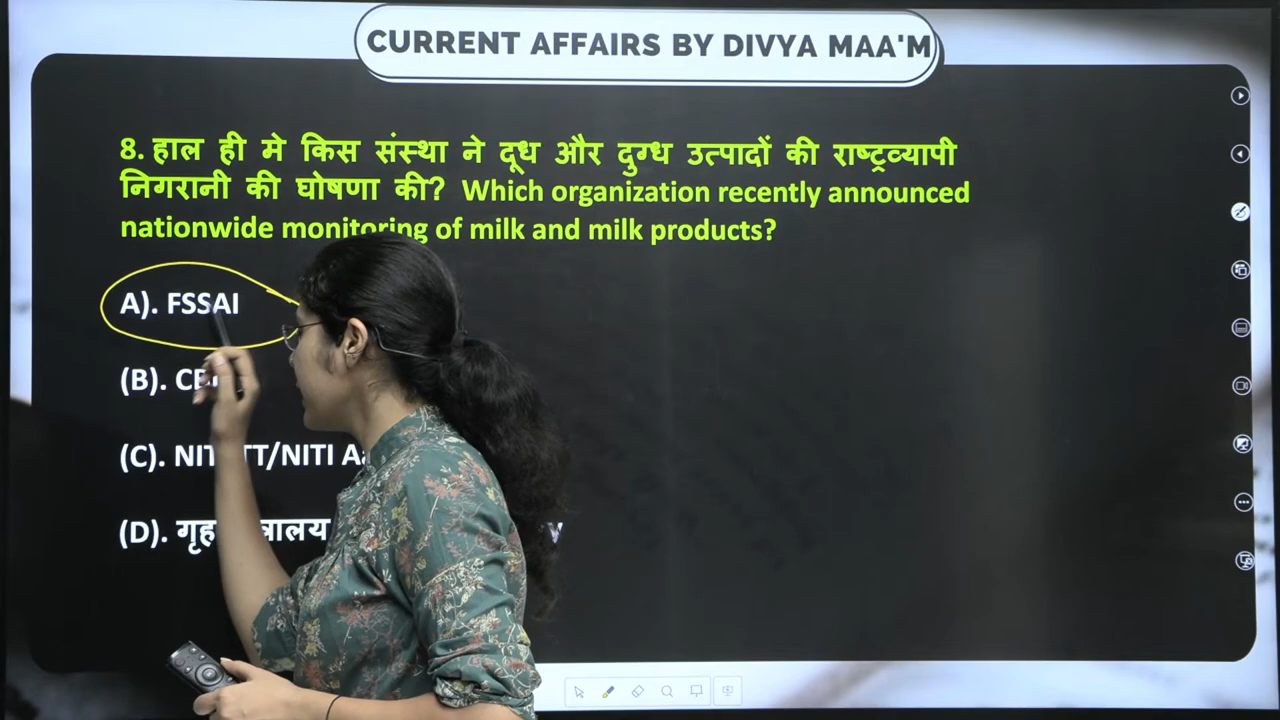 CURRENT AFFAIRS BY DIVYA MAA'M
8. हाल ही मे किस संस्था ने दूध और दुग्ध उत्पादों की राष्ट्रव्यापी
निगरानी की घोषणा की? Which organization recently announced
nationwide monitoring of milk and milk products?
A). FSSAI
(B).
(C). /NITI
(D).